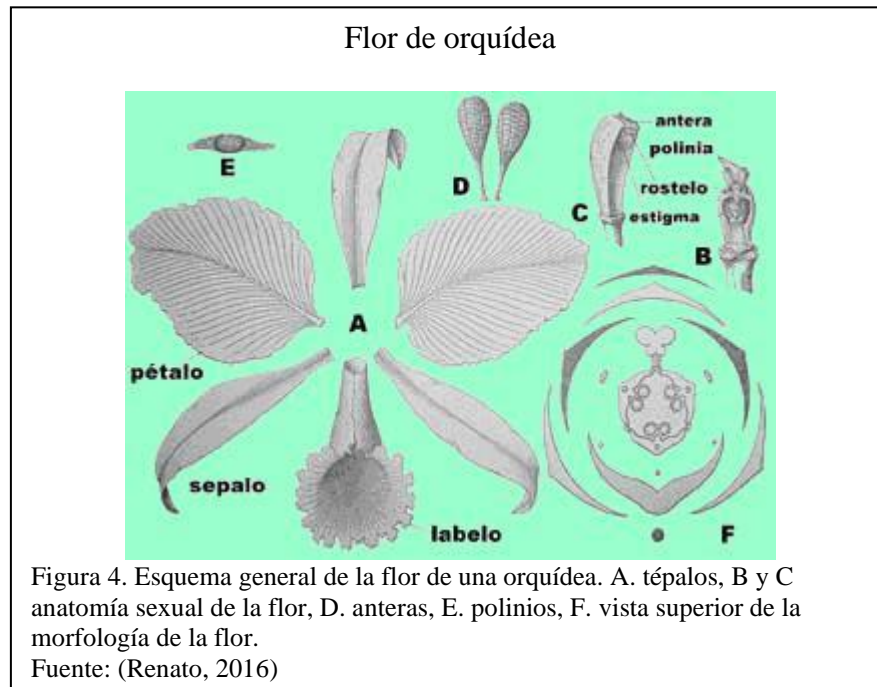 Flor de orquídea
antera
polinia
rostelo
estigma
E
D
C
B
A
pétalo
sepalo
labelo
F
Figura 4. Esquema general de la flor de una orquídea. A. tépalos, B y C
anatomía sexual de la flor, D. anteras, E. polinios, F. vista superior de la
morfología de la flor.
Fuente: (Renato, 2016)